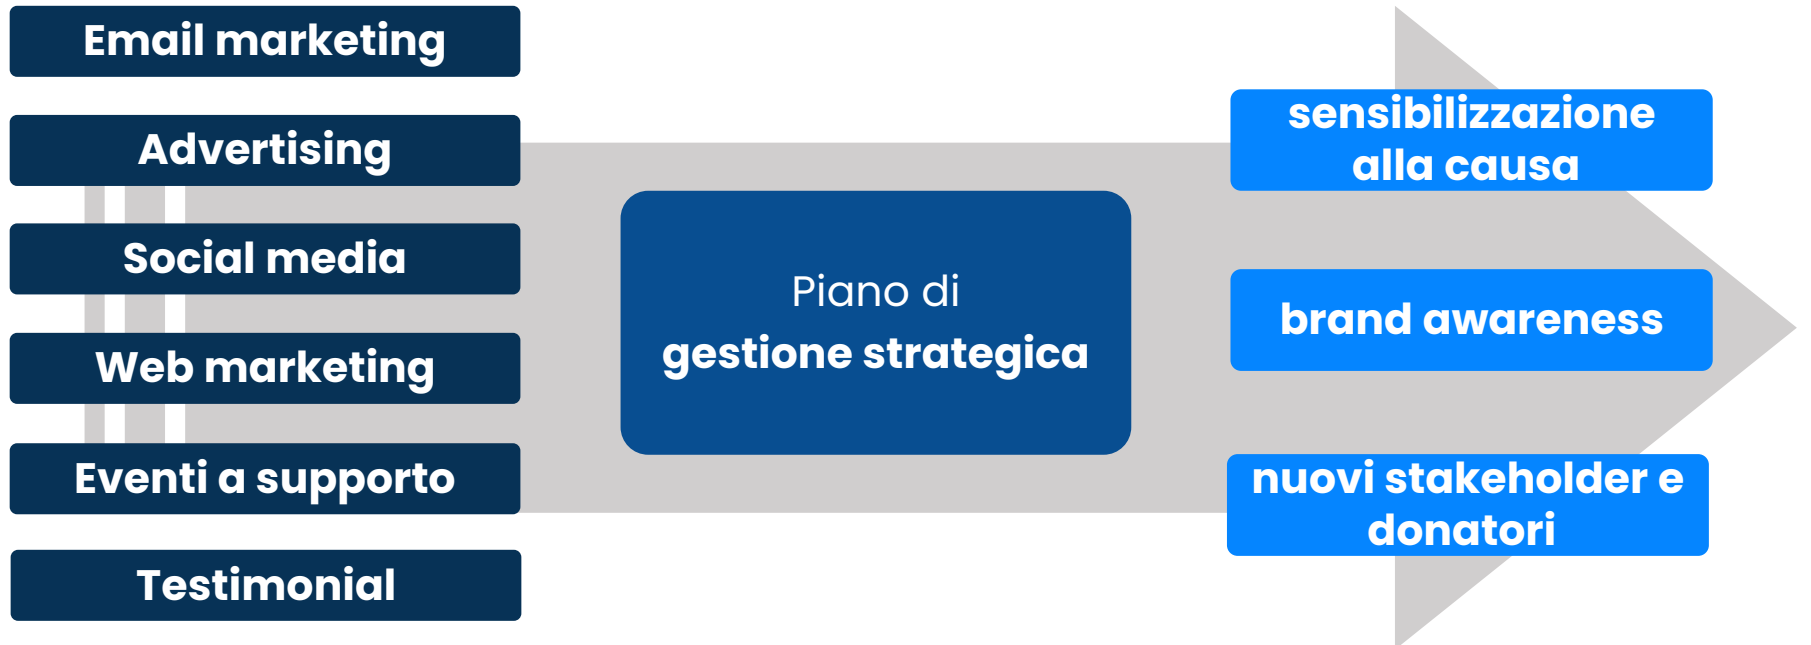 Email marketing
Advertising
Social media
Web marketing
Eventi a supporto
Testimonial
Piano di
gestione strategica
sensibilizzazione
alla causa
brand awareness
nuovi stakeholder e
donatori